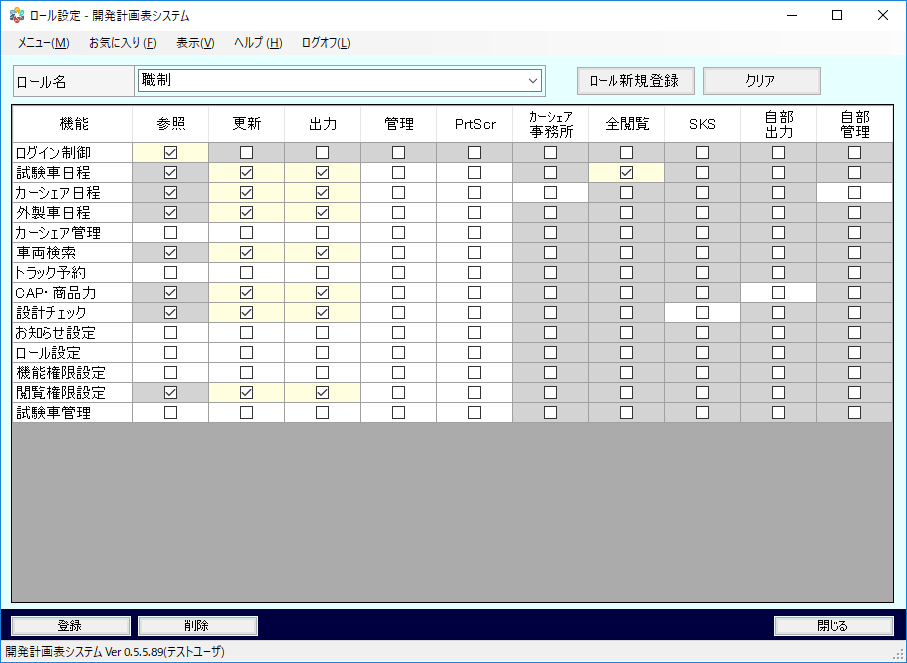 ロール設定 - 開発計画表システム
メニュー(M) お気に入り(F) 表示(V) ヘルプ(H) ログオフ(L)
ロール名 職制 ロール新規登録 クリア
機能 参照 更新 出力 管理 PrtScr カーシェア事務所 全閲覧 SKS 自部出力 自部管理
ログイン制御
試験車日程
カーシェア日程
外製車日程
カーシェア管理
車両検索
トラック予約
CAP・商品力
設計チェック
お知らせ設定
ロール設定
機能権限設定
閲覧権限設定
試験車管理
登録 削除 閉じる
開発計画表システム Ver 0.5.5.89(テストユーザ)